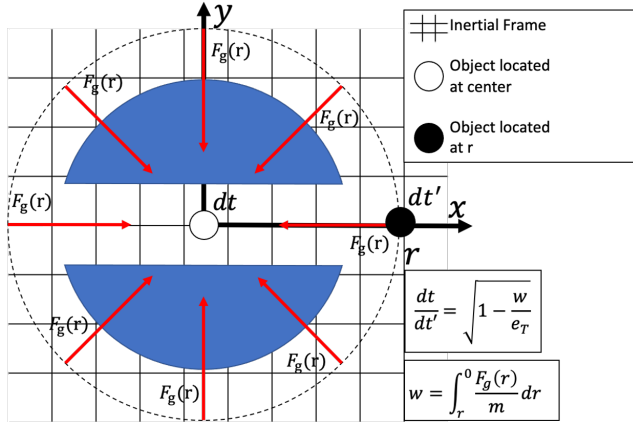 y
Inertial Frame
Object located
at center
Object located
at r
F_g(r)
F_g(r)
F_g(r)
F_g(r)
F_g(r)
dt
dt'
x
F_g(r)
r
F_g(r)
F_g(r)
F_g(r)
dt/dt' = √(1 − w/e_T)
w = ∫_r^0 F_g(r)/m dr